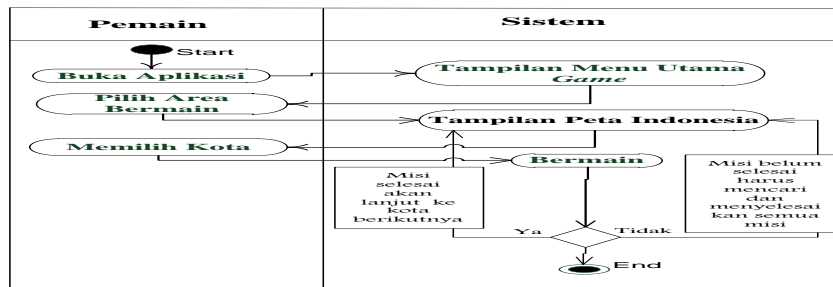 Pemain
Sistem
Start
Buka Aplikasi
Tampilan Menu Utama
Game
Pilih Area
Bermain
Tampilan Peta Indonesia
Memilih Kota
Bermain
Misi
selesai
akan
lanjut ke
kota
berikutnya
Misi belum
selesai
harus
mencari
dan
menyelesai
kan semua
misi
Ya
Tidak
End